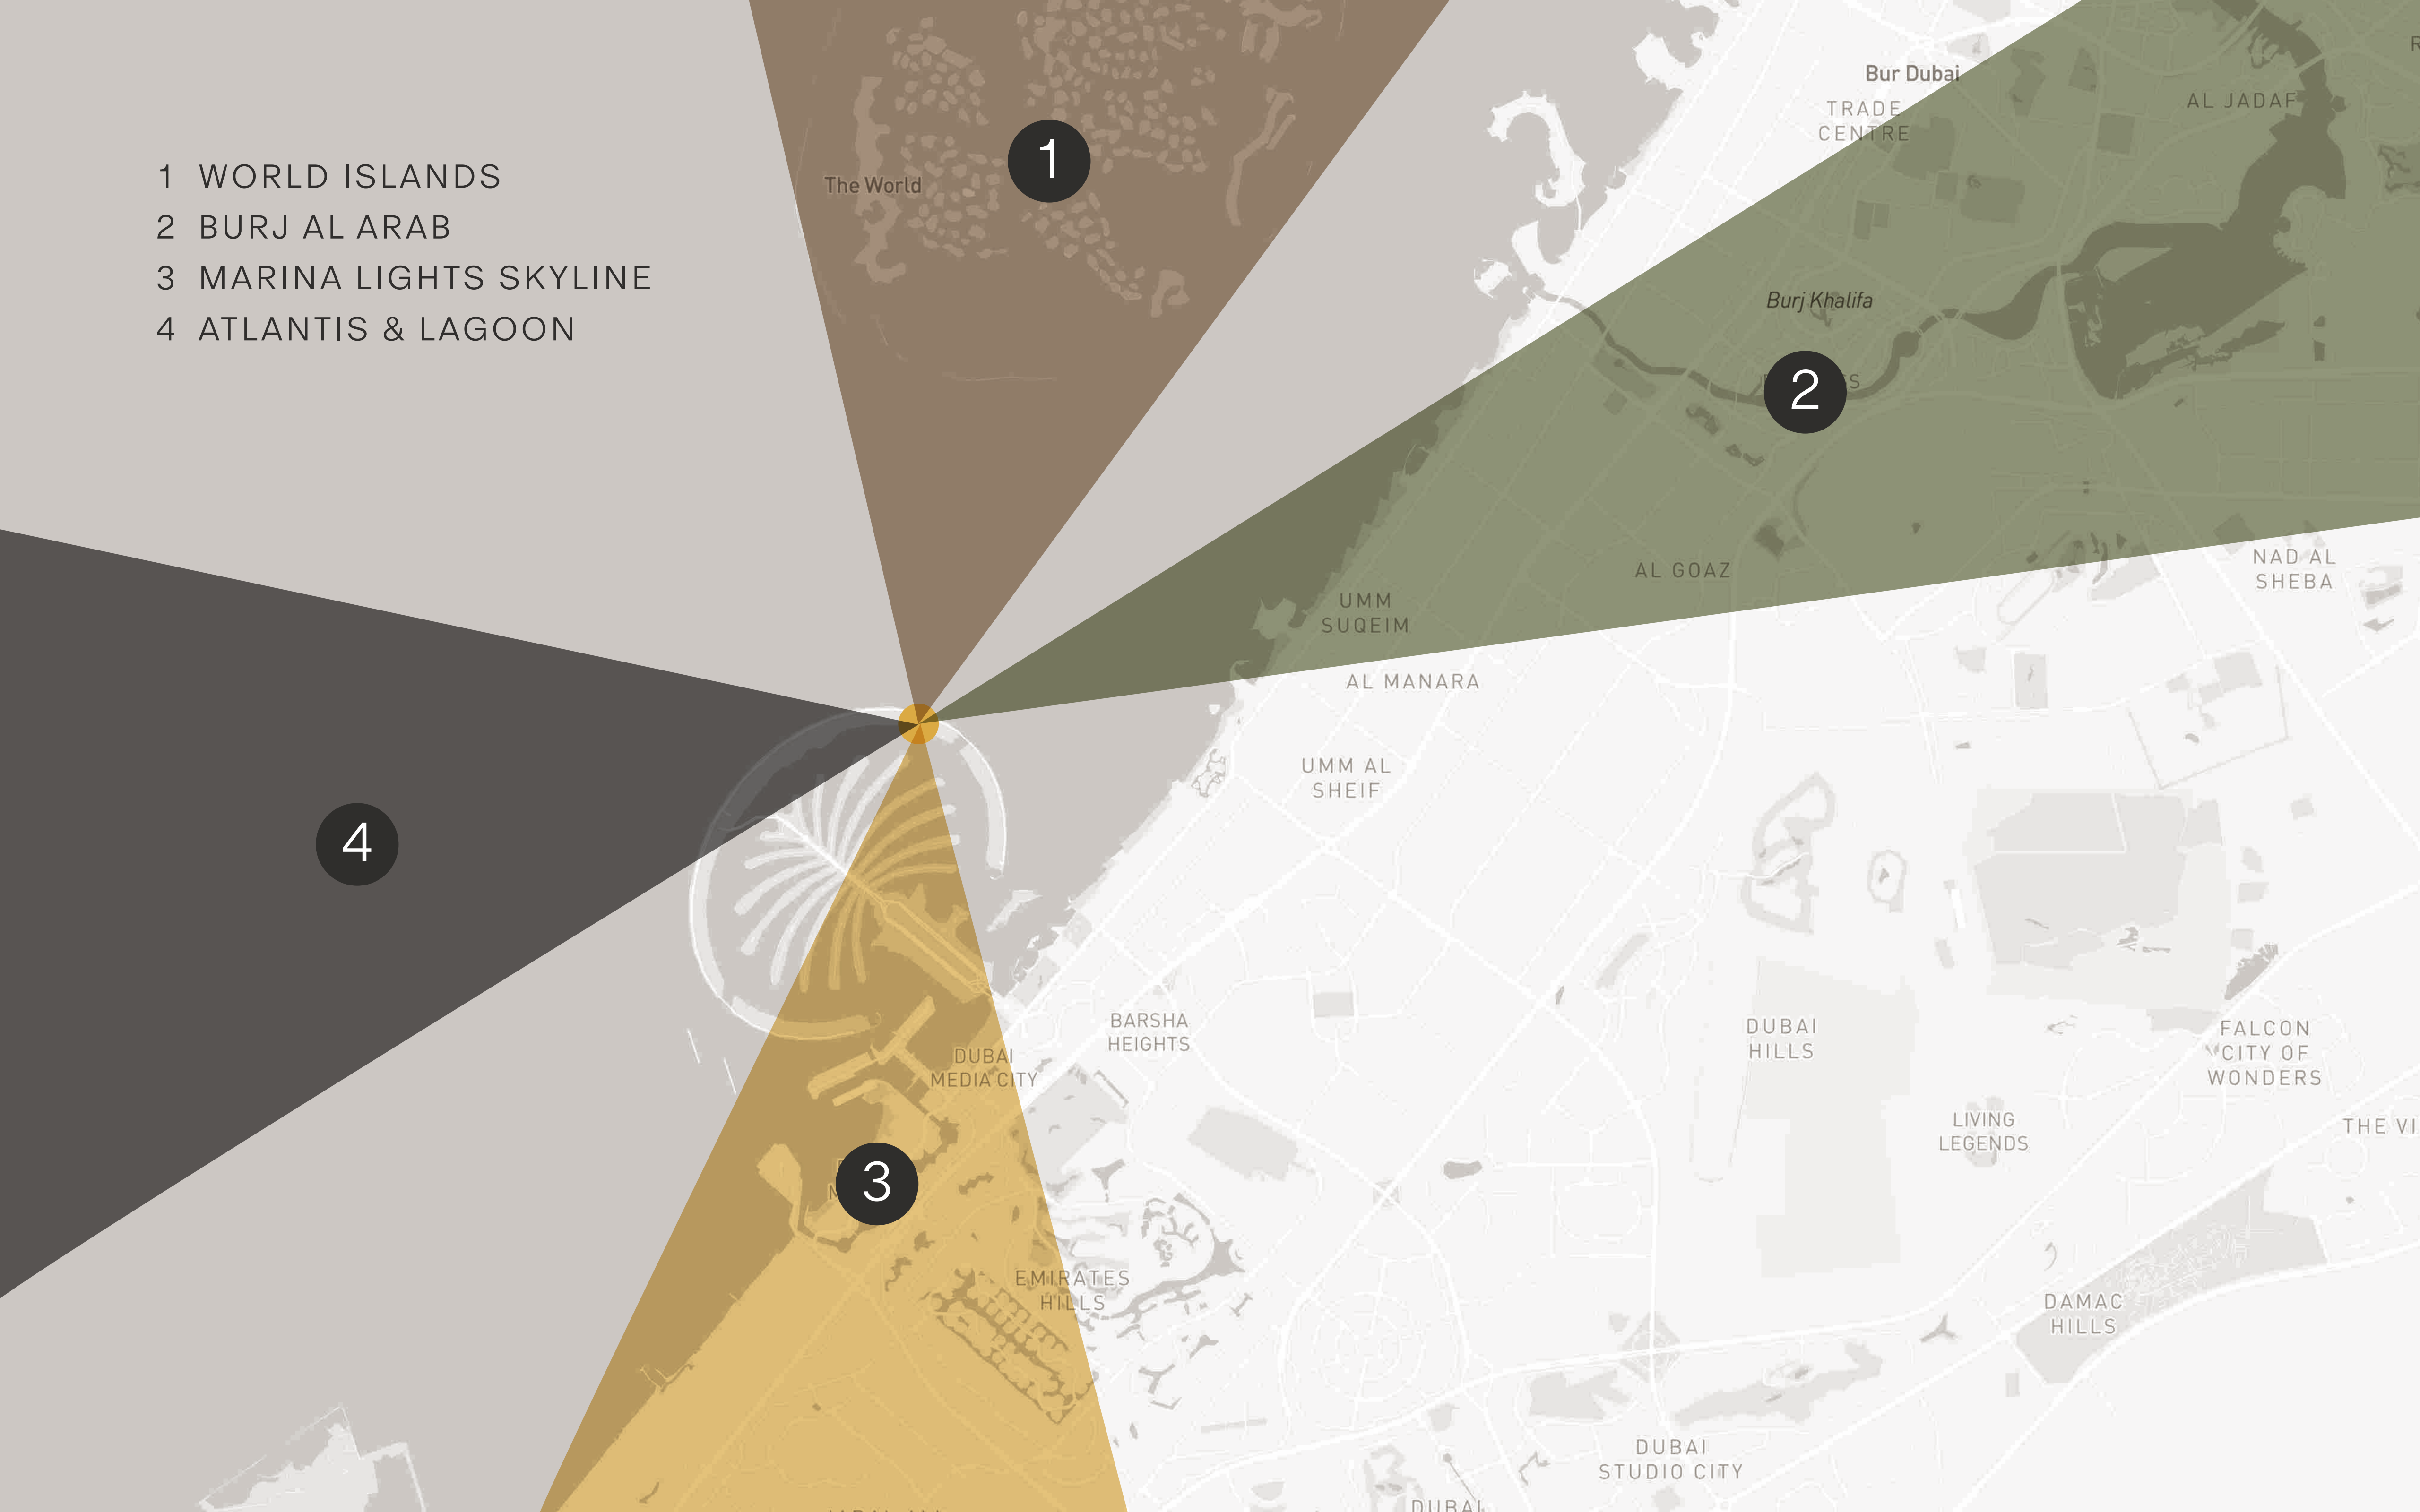 1 WORLD ISLANDS
2 BURJ AL ARAB
3 MARINA LIGHTS SKYLINE
4 ATLANTIS & LAGOON
The World
1
Bur Dubai
TRADE
CENTRE
AL JADAF
Burj Khalifa
2
UMM
SUQEIM
AL GOAZ
NAD AL
SHEBA
AL MANARA
UMM AL
SHEIF
4
BARSHA
HEIGHTS
DUBAI
MEDIA CITY
DUBAI
HILLS
FALCON
CITY OF
WONDERS
LIVING
LEGENDS
THE VI
3
EMIRATES
HILLS
DAMAC
HILLS
DUBAI
STUDIO CITY
DUBAI